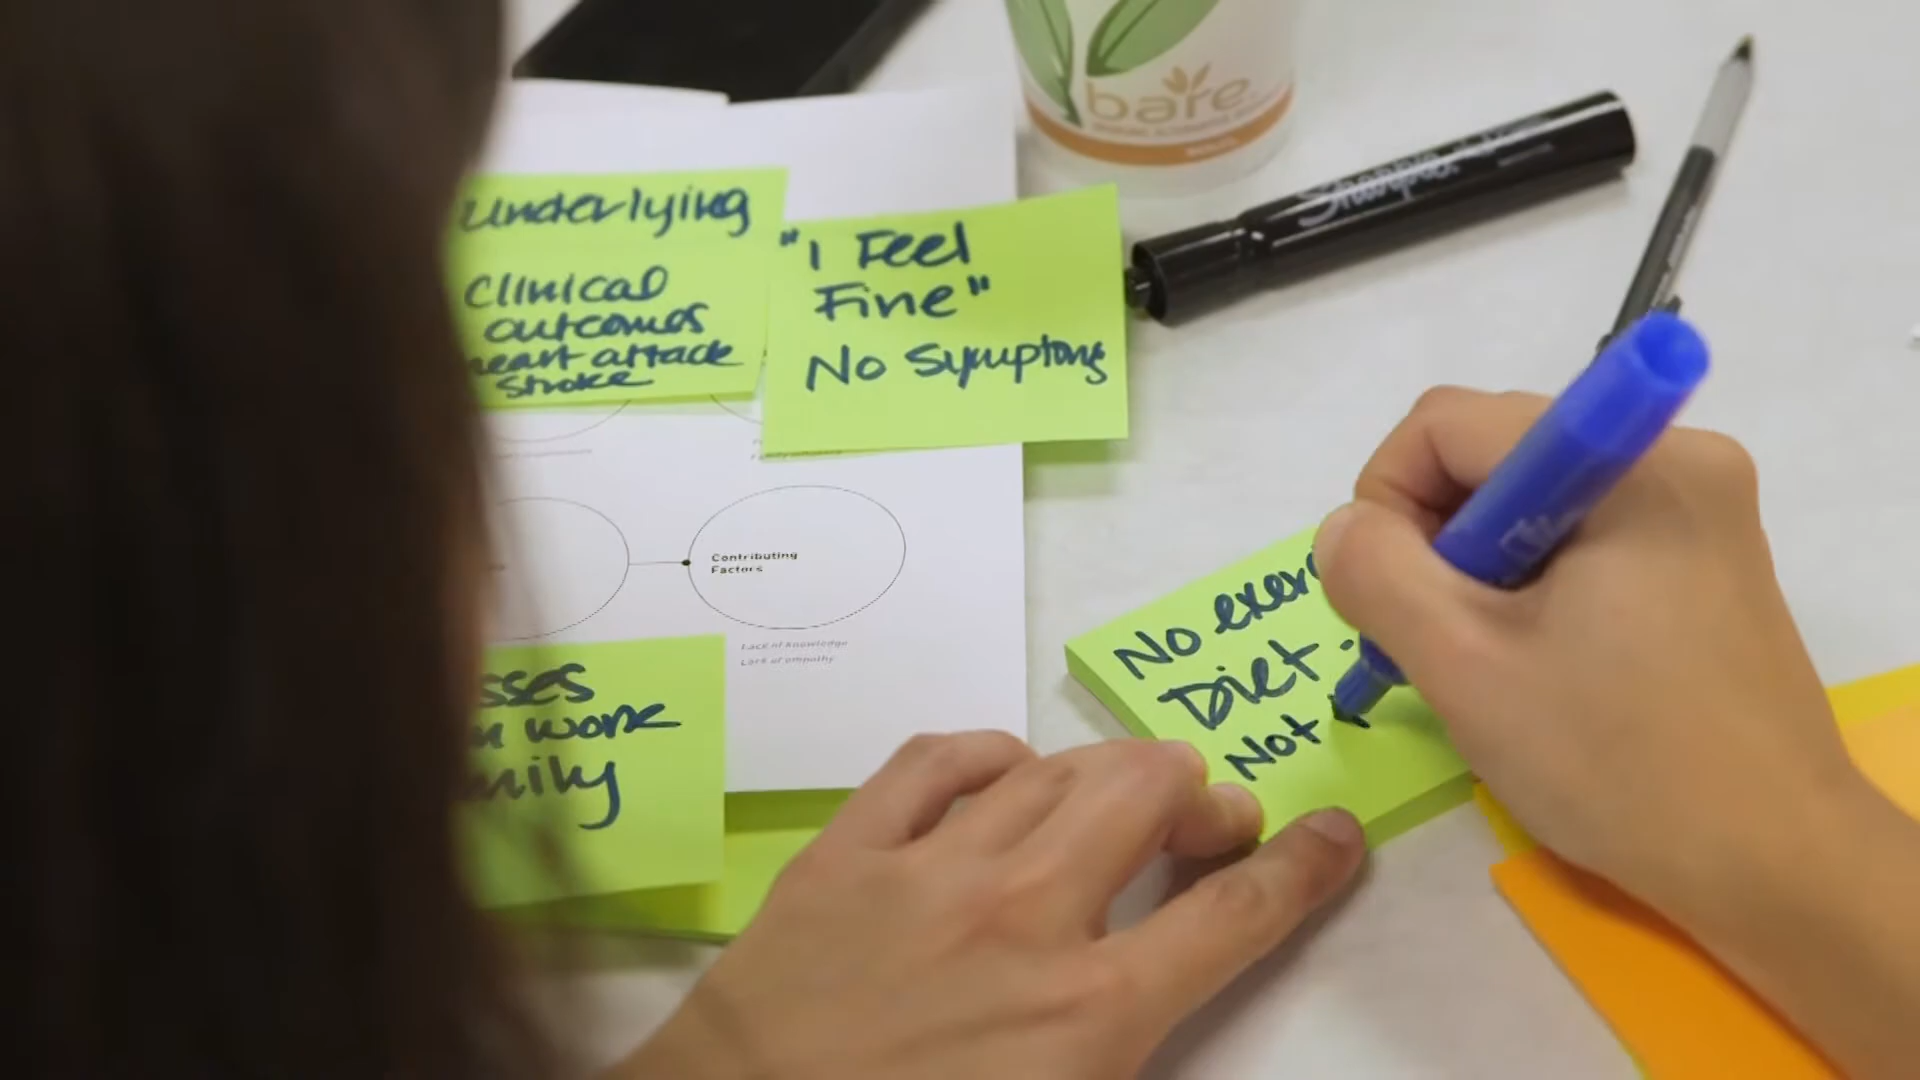 bare
Sharpie
Underlying
Clinical
outcomes
heart attack
stroke
"I Feel
Fine"
No Symptoms
Contributing
Factors
Lack of knowledge
Lack of empathy
sses
work
mily
No exer
Diet.
Not